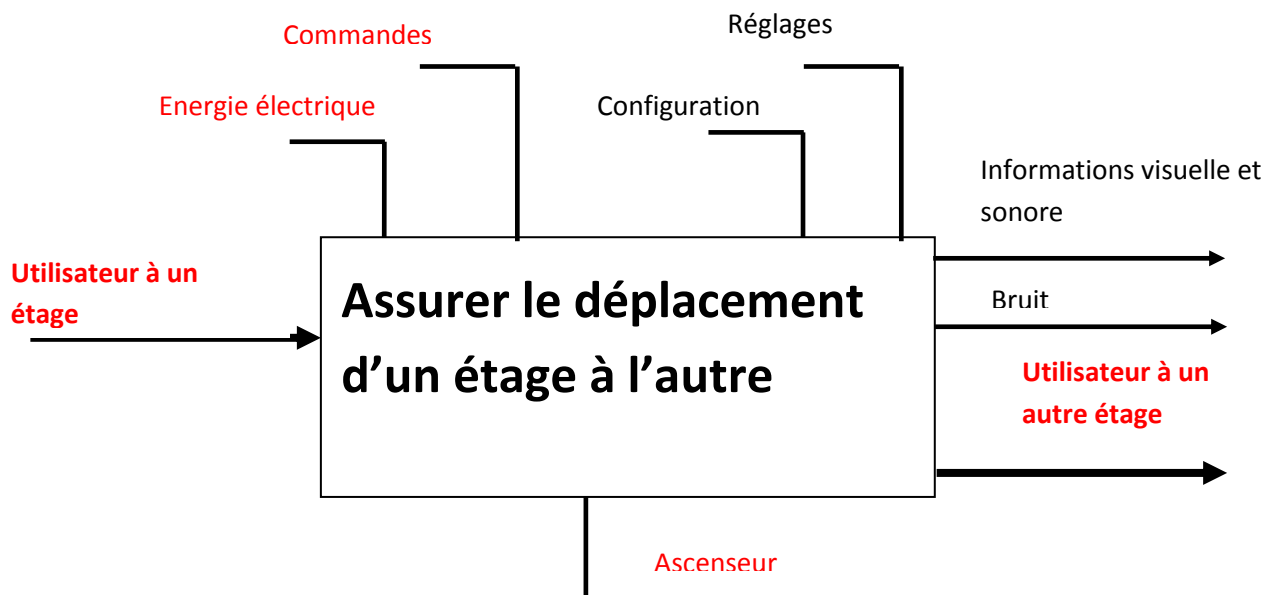 Commandes
Réglages
Energie électrique
Configuration
Informations visuelle et
sonore
Utilisateur à un
étage
Assurer le déplacement
d’un étage à l’autre
Bruit
Utilisateur à un
autre étage
Ascenseur